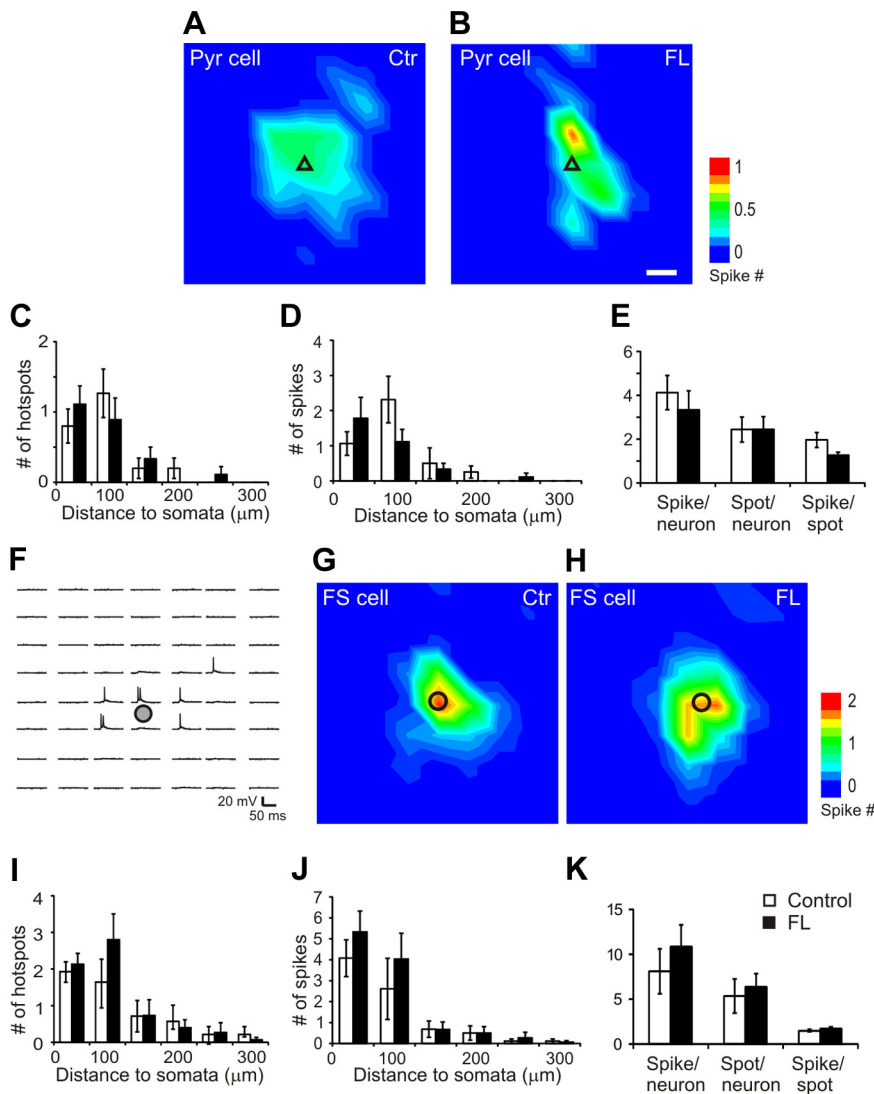 A
B
Pyr cell Ctr
Pyr cell FL
1
0.5
0
Spike #
C
D
E
2
1
0
# of hotspots
0 100 200 300
Distance to somata (μm)
4
3
2
1
0
# of spikes
0 100 200 300
Distance to somata (μm)
6
4
2
0
Spike/ neuron
Spot/ neuron
Spike/ spot
F
G
H
20 mV
50 ms
FS cell Ctr
FS cell FL
2
1
0
Spike #
I
J
K
4
3
2
1
0
# of hotspots
0 100 200 300
Distance to somata (μm)
7
6
5
4
3
2
1
0
# of spikes
0 100 200 300
Distance to somata (μm)
Control
FL
15
10
5
0
Spike/ neuron
Spot/ neuron
Spike/ spot